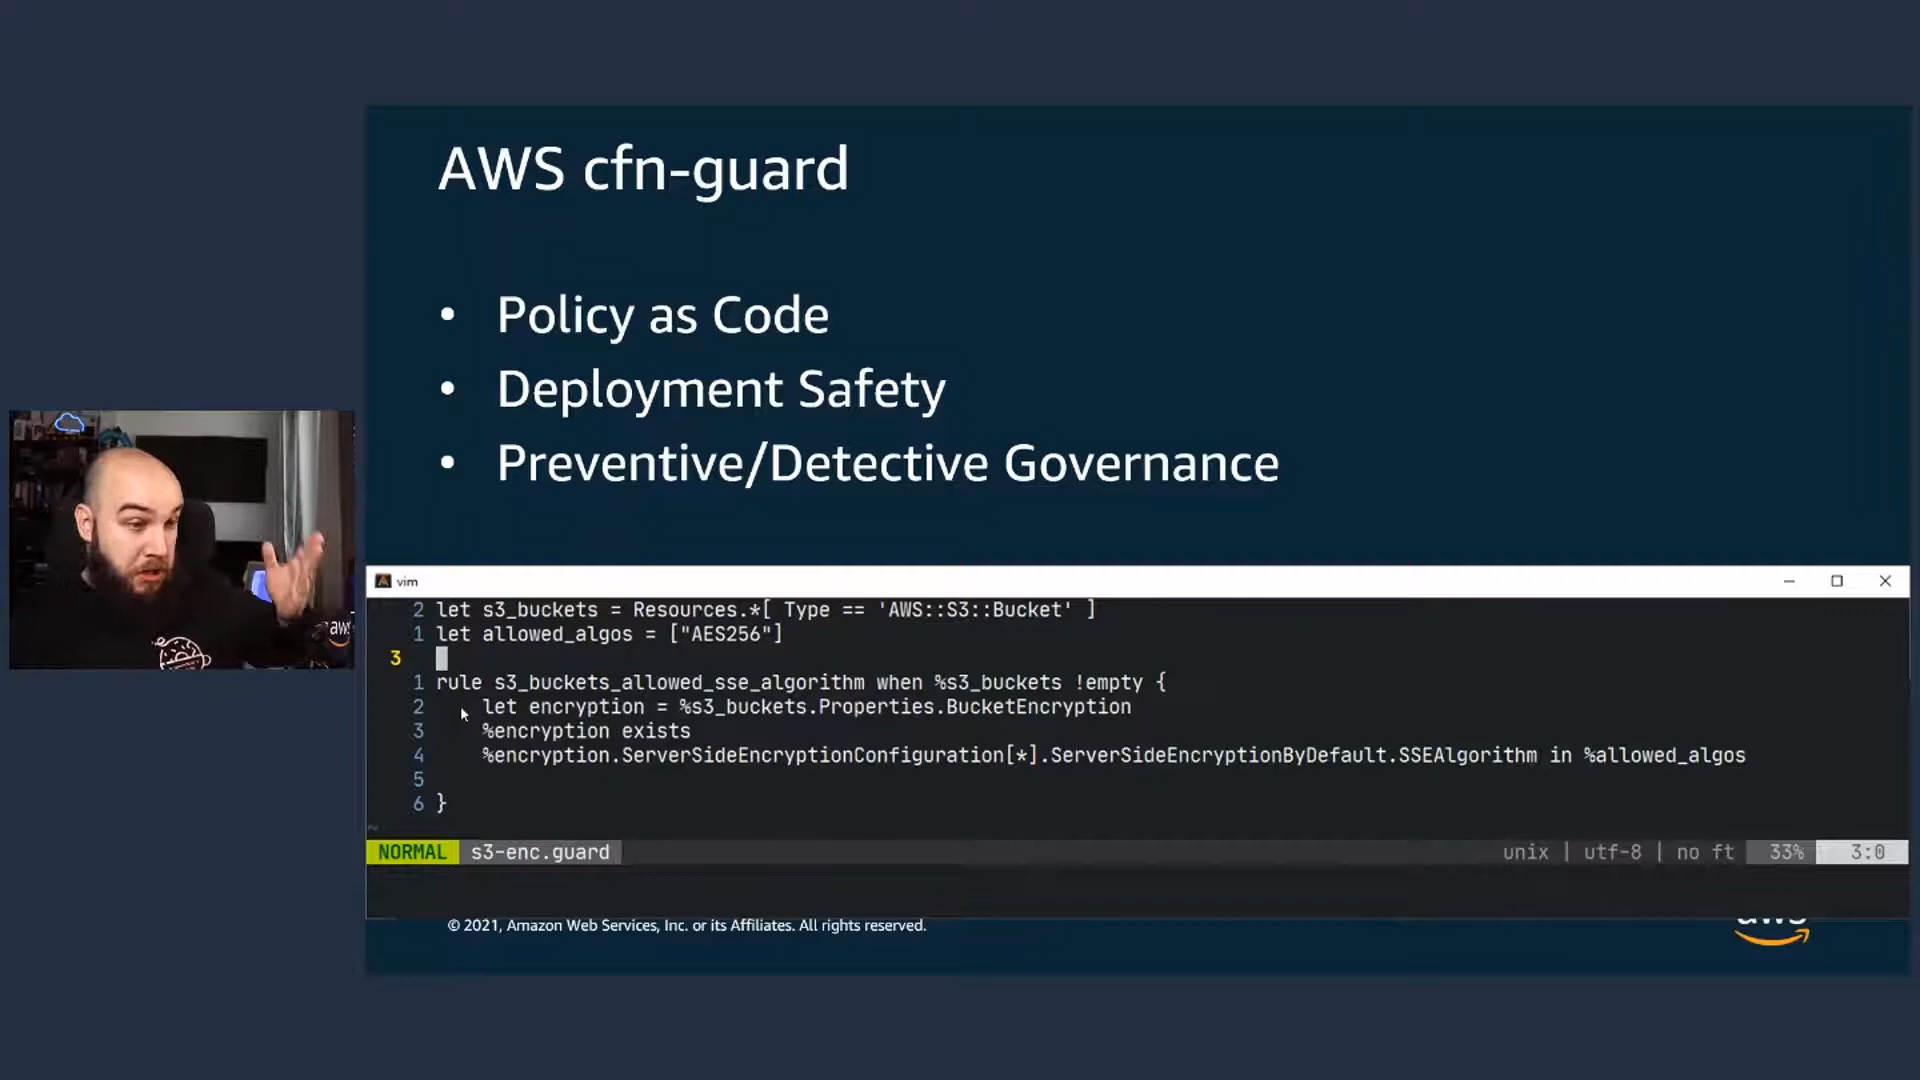 AWS cfn-guard
• Policy as Code
• Deployment Safety
• Preventive/Detective Governance
aws
vim
2 let s3_buckets = Resources.*[ Type == 'AWS::S3::Bucket' ]
1 let allowed_algos = ["AES256"]
3
1 rule s3_buckets_allowed_sse_algorithm when %s3_buckets !empty {
2 let encryption = %s3_buckets.Properties.BucketEncryption
3 %encryption exists
4 %encryption.ServerSideEncryptionConfiguration[*].ServerSideEncryptionByDefault.SSEAlgorithm in %allowed_algos
5
6 }
~
NORMAL s3-enc.guard unix | utf-8 | no ft 33% 3:0
© 2021, Amazon Web Services, Inc. or its Affiliates. All rights reserved.
aws